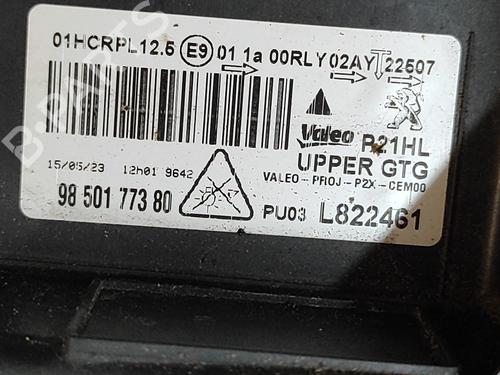 01HCRPL12.5 E9 01 1a 00RLY02AY 22507
Valeo P21HL
UPPER GTG
15/05/23 12h01 9642
VALEO-PROJ-P2X-CEM00
98 501 773 80
PU03 L822461
B-PARTS